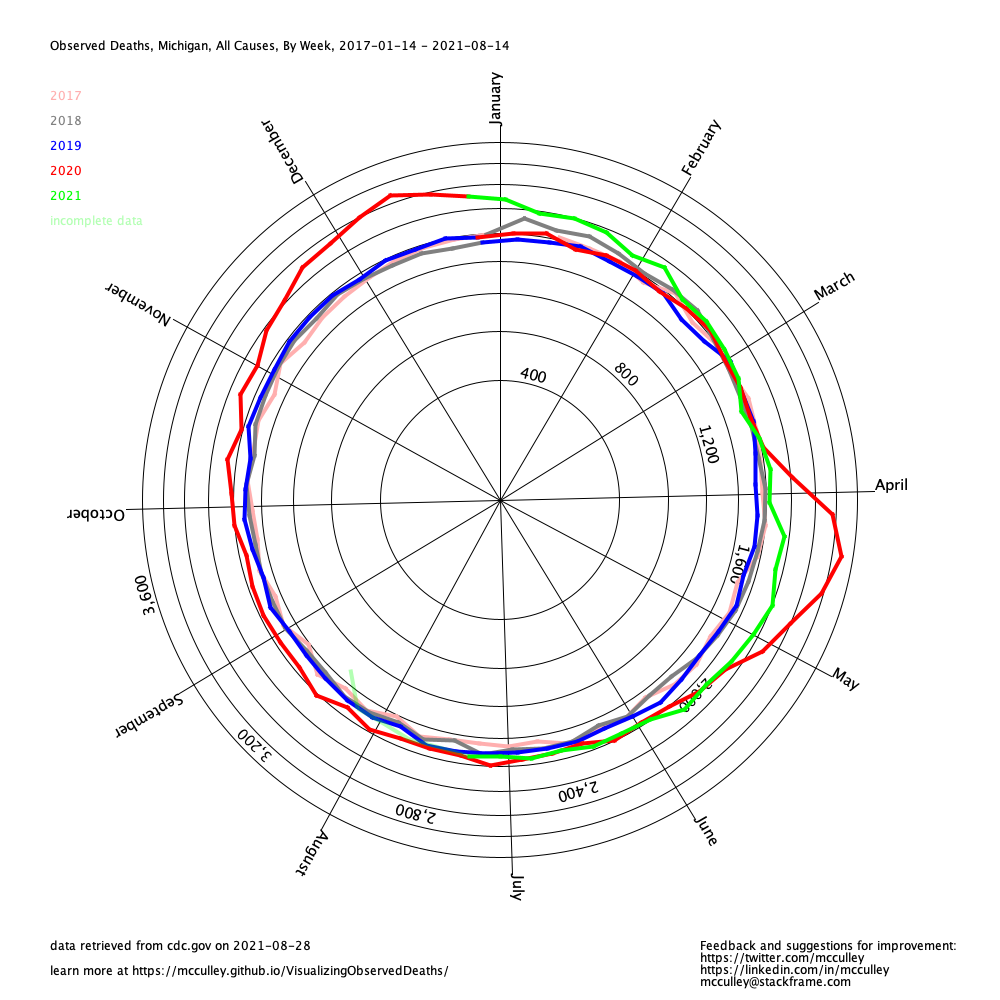 Observed Deaths, Michigan, All Causes, By Week, 2017-01-14 - 2021-08-14
2017
2018
2019
2020
2021
incomplete data
January
February
March
April
May
June
July
August
September
October
November
December
400
800
1,200
1,600
2,400
2,800
3,200
3,600
data retrieved from cdc.gov on 2021-08-28
learn more at https://mcculley.github.io/VisualizingObservedDeaths/
Feedback and suggestions for improvement:
https://twitter.com/mcculley
https://linkedin.com/in/mcculley
mcculley@stackframe.com